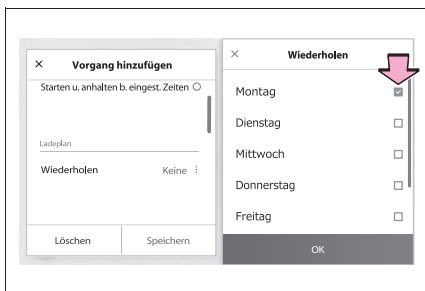 × Vorgang hinzufügen
Starten u. anhalten b. eingest. Zeiten
Ladeplan
Wiederholen Keine
Löschen Speichern
× Wiederholen
Montag
Dienstag
Mittwoch
Donnerstag
Freitag
OK